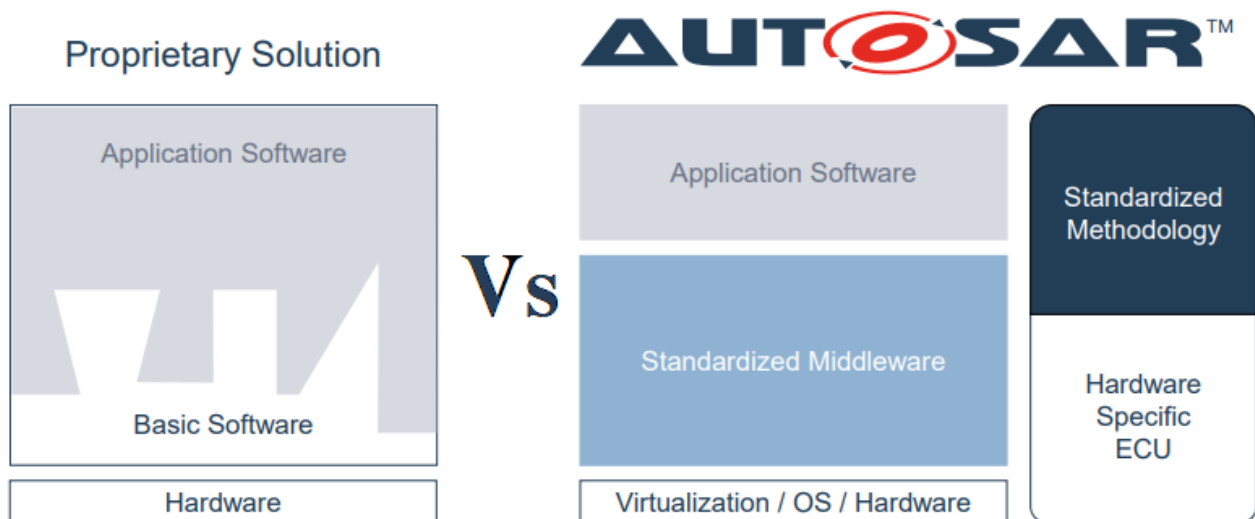 Proprietary Solution
AUTOSAR™
Application Software
Basic Software
Hardware
Vs
Application Software
Standardized Middleware
Virtualization / OS / Hardware
Standardized
Methodology
Hardware
Specific
ECU